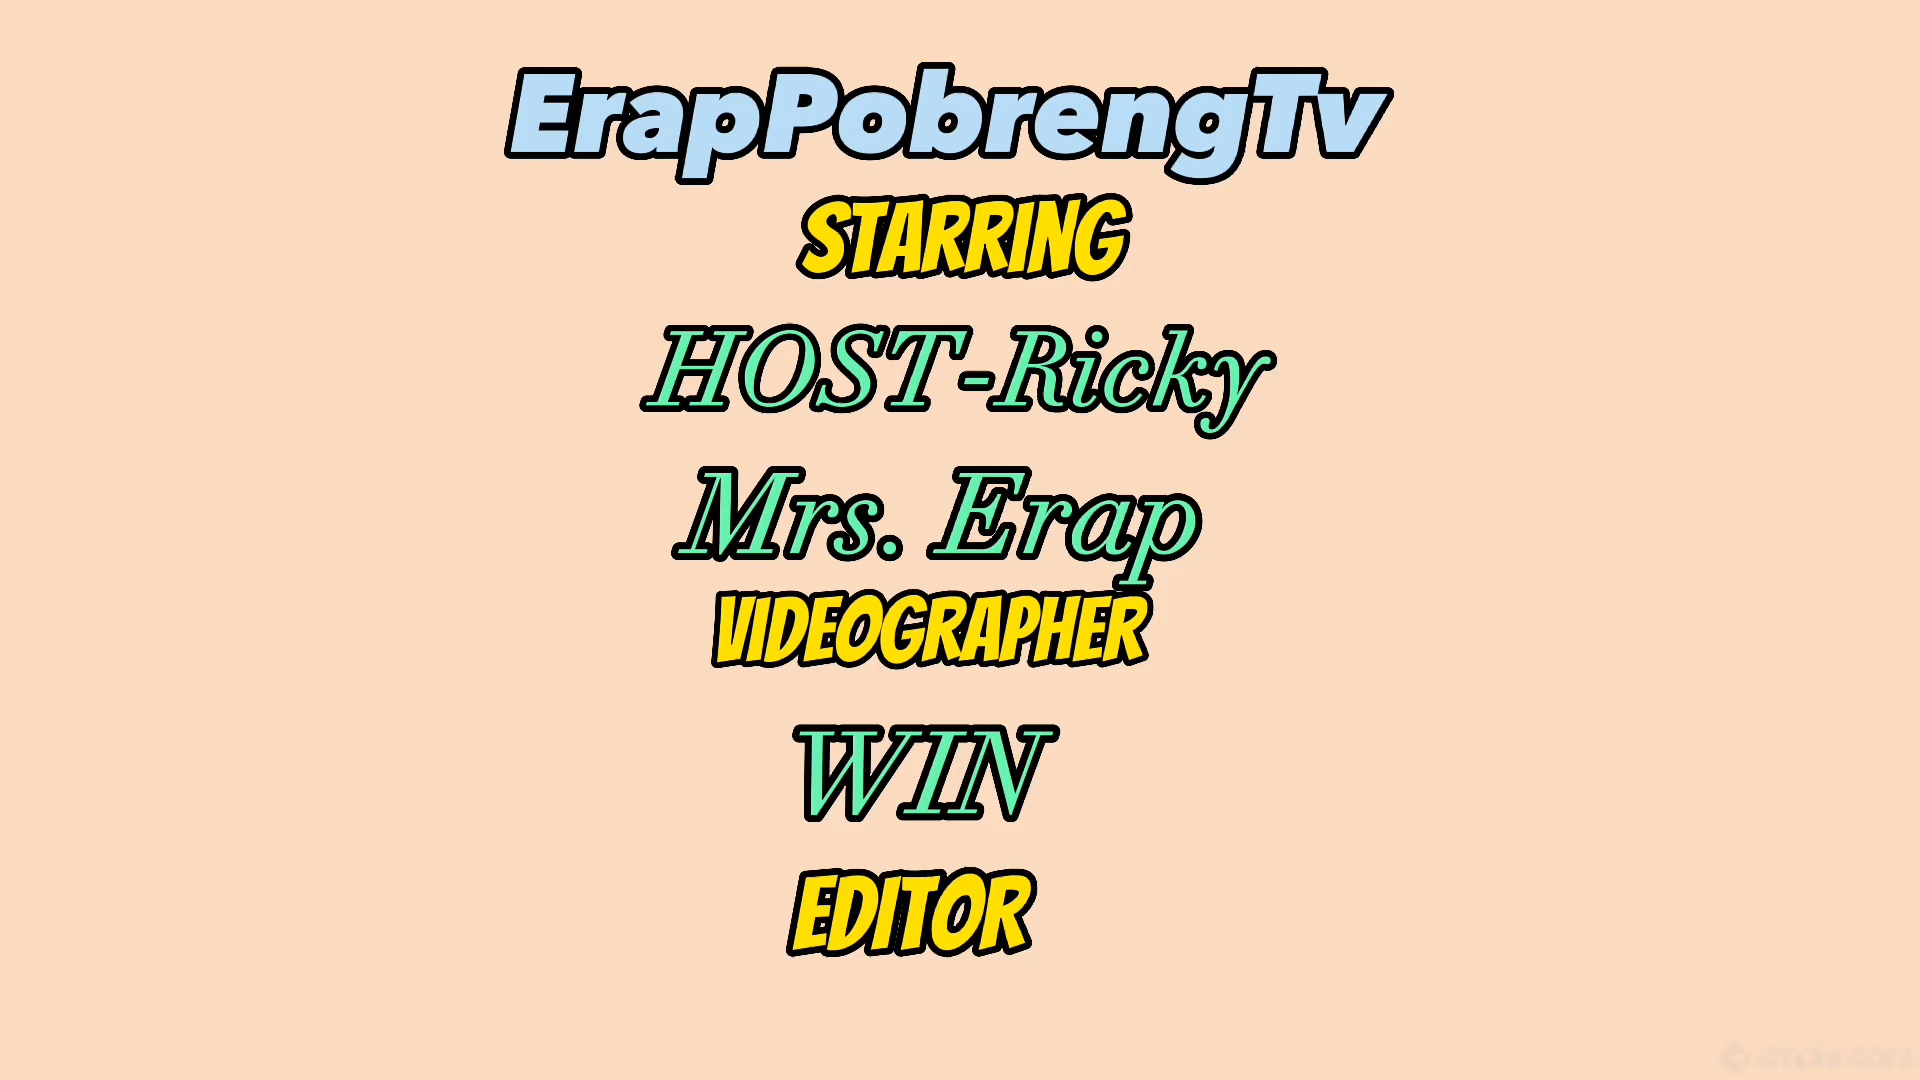 ErapPobrengTv
STARRING
HOST-Ricky
Mrs. Erap
VIDEOGRAPHER
WIN
EDITOR